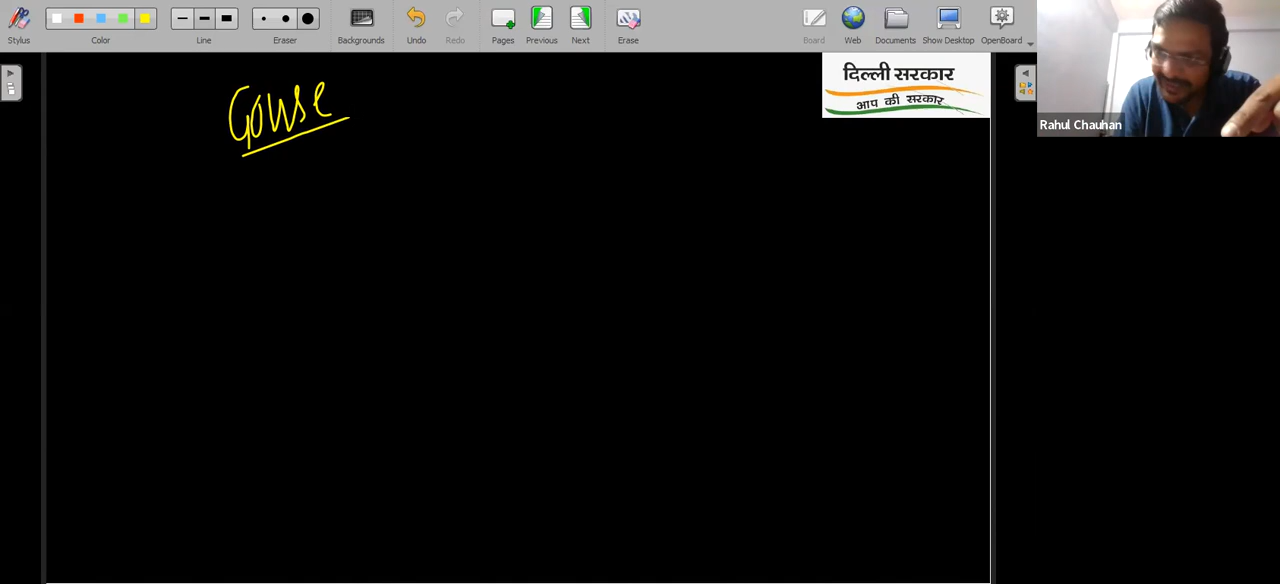 Stylus
Color
Line
Eraser
Backgrounds
Undo
Redo
Pages
Previous
Next
Erase
Board
Web
Documents
Show Desktop
OpenBoard
दिल्ली सरकार
आप की सरकार
Rahul Chauhan
Gouse